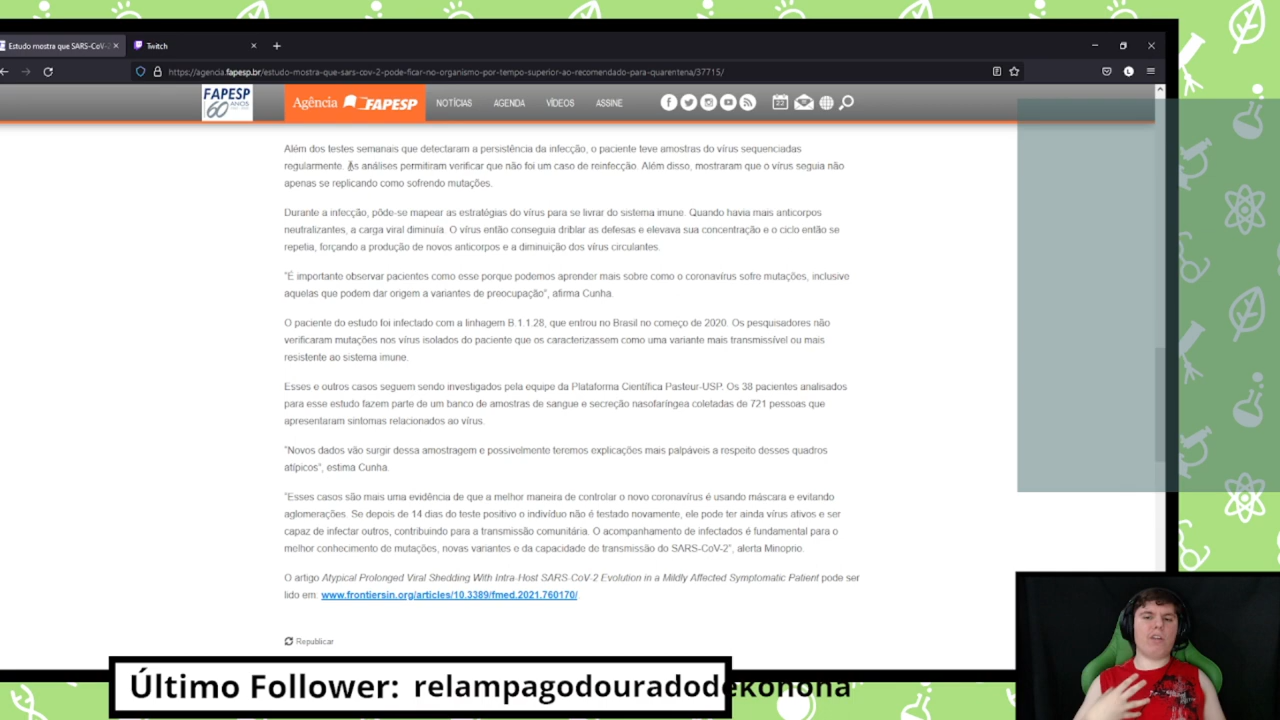 Estudo mostra que SARS-CoV-2
Twitch
https://agencia.fapesp.br/estudo-mostra-que-sars-cov-2-pode-ficar-no-organismo-por-tempo-superior-ao-recomendado-para-quarentena/37715/
FAPESP
60 ANOS
Agência FAPESP
NOTÍCIAS
AGENDA
VÍDEOS
ASSINE
22
Além dos testes semanais que detectaram a persistência da infecção, o paciente teve amostras do vírus sequenciadas
regularmente. As análises permitiram verificar que não foi um caso de reinfecção. Além disso, mostraram que o vírus seguia não
apenas se replicando como sofrendo mutações.
Durante a infecção, pôde-se mapear as estratégias do vírus para se livrar do sistema imune. Quando havia mais anticorpos
neutralizantes, a carga viral diminuía. O vírus então conseguia driblar as defesas e elevava sua concentração e o ciclo então se
repetia, forçando a produção de novos anticorpos e a diminuição dos vírus circulantes.
"É importante observar pacientes como esse porque podemos aprender mais sobre como o coronavírus sofre mutações, inclusive
aquelas que podem dar origem a variantes de preocupação", afirma Cunha.
O paciente do estudo foi infectado com a linhagem B.1.1.28, que entrou no Brasil no começo de 2020. Os pesquisadores não
verificaram mutações nos vírus isolados do paciente que os caracterizassem como uma variante mais transmissível ou mais
resistente ao sistema imune.
Esses e outros casos seguem sendo investigados pela equipe da Plataforma Científica Pasteur-USP. Os 38 pacientes analisados
para esse estudo fazem parte de um banco de amostras de sangue e secreção nasofaríngea coletadas de 721 pessoas que
apresentaram sintomas relacionados ao vírus.
"Novos dados vão surgir dessa amostragem e possivelmente teremos explicações mais palpáveis a respeito desses quadros
atípicos", estima Cunha.
"Esses casos são mais uma evidência de que a melhor maneira de controlar o novo coronavírus é usando máscara e evitando
aglomerações. Se depois de 14 dias do teste positivo o indivíduo não é testado novamente, ele pode ter ainda vírus ativos e ser
capaz de infectar outros, contribuindo para a transmissão comunitária. O acompanhamento de infectados é fundamental para o
melhor conhecimento de mutações, novas variantes e da capacidade de transmissão do SARS-CoV-2", alerta Minoprio.
O artigo Atypical Prolonged Viral Shedding With Intra-Host SARS-CoV-2 Evolution in a Mildly Affected Symptomatic Patient pode ser
lido em: www.frontiersin.org/articles/10.3389/fmed.2021.760170/
Republicar
Último Follower: relampagodouradodekonoha